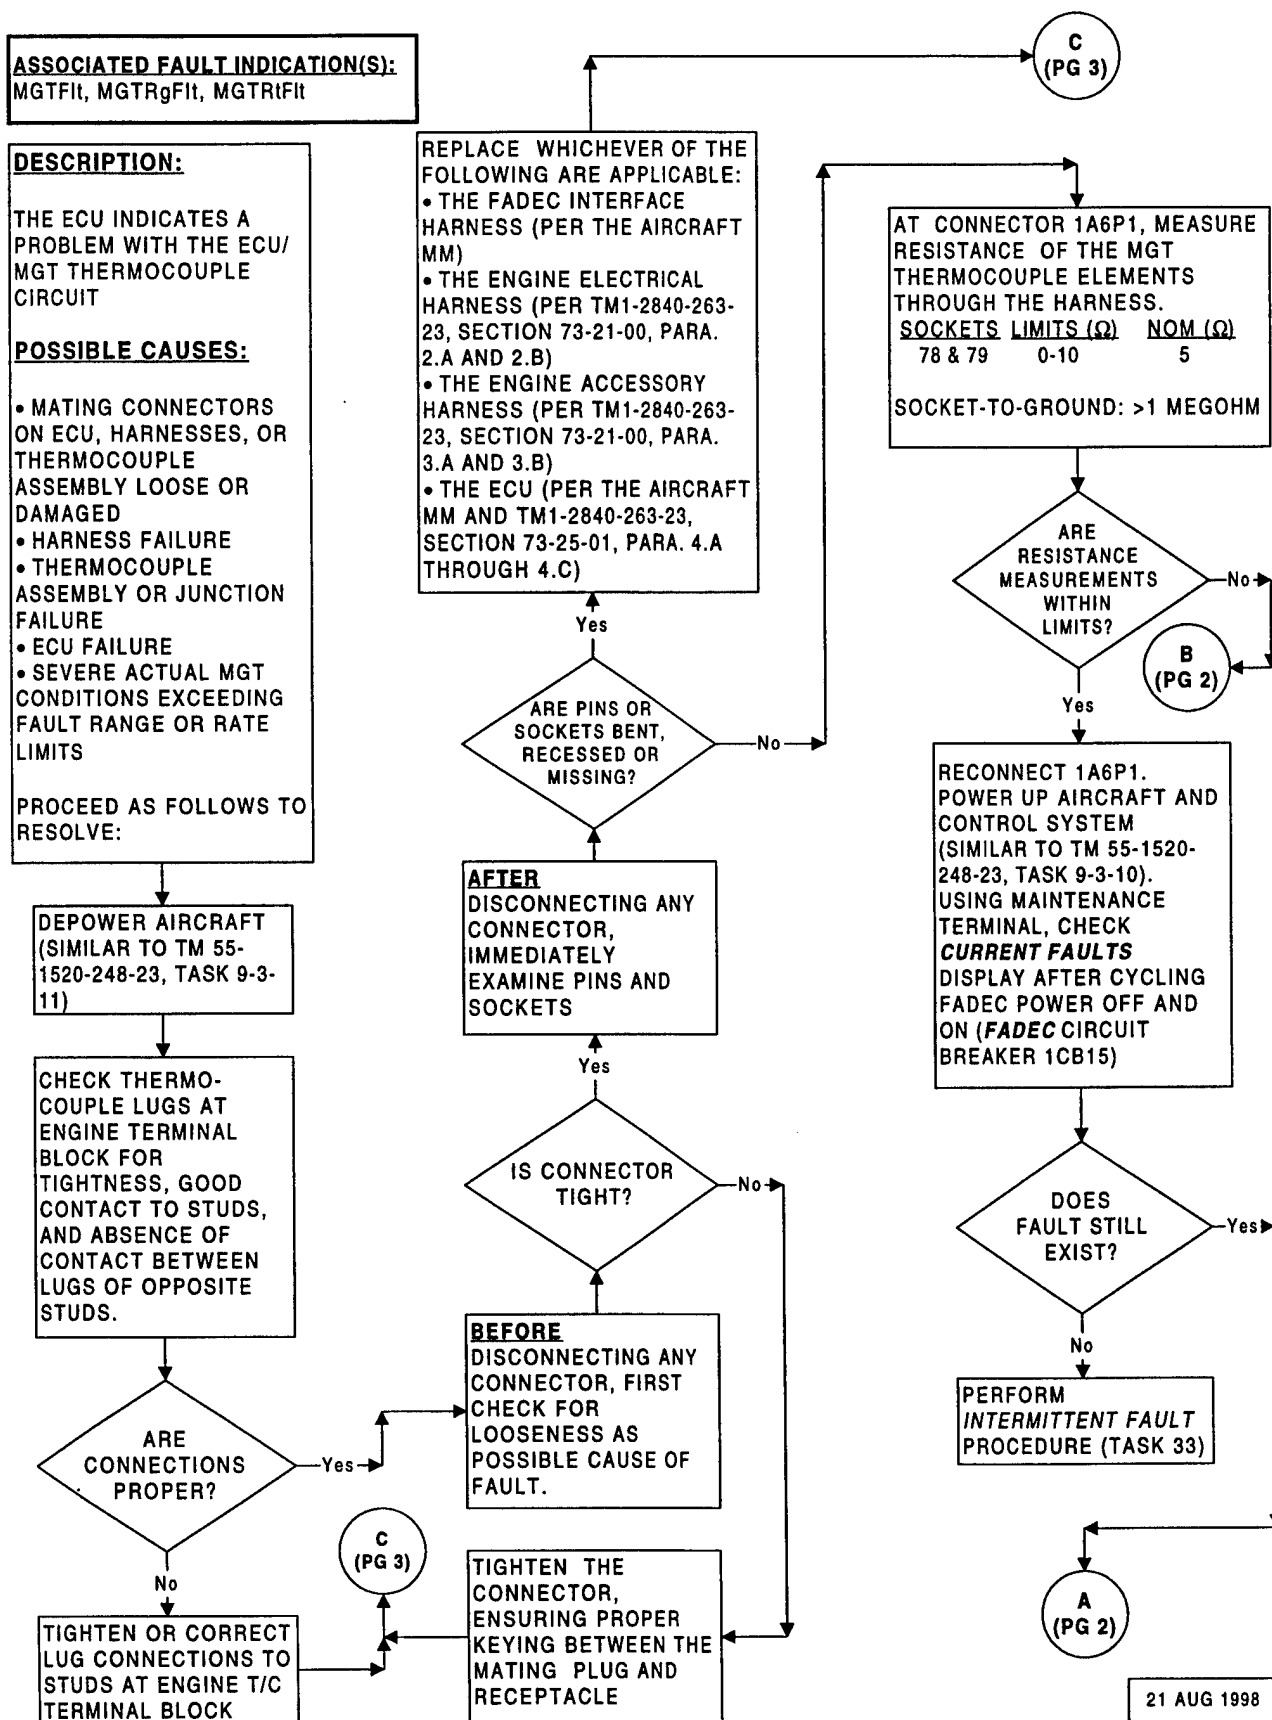 ASSOCIATED FAULT INDICATION(S):
MGTFlt, MGTRgFlt, MGTRtFlt
DESCRIPTION:
THE ECU INDICATES A
PROBLEM WITH THE ECU/
MGT THERMOCOUPLE
CIRCUIT
POSSIBLE CAUSES:
• MATING CONNECTORS
ON ECU, HARNESSES, OR
THERMOCOUPLE
ASSEMBLY LOOSE OR
DAMAGED
• HARNESS FAILURE
• THERMOCOUPLE
ASSEMBLY OR JUNCTION
FAILURE
• ECU FAILURE
• SEVERE ACTUAL MGT
CONDITIONS EXCEEDING
FAULT RANGE OR RATE
LIMITS
PROCEED AS FOLLOWS TO
RESOLVE:
DEPOWER AIRCRAFT
(SIMILAR TO TM 55-
1520-248-23, TASK 9-3-
11)
CHECK THERMO-
COUPLE LUGS AT
ENGINE TERMINAL
BLOCK FOR
TIGHTNESS, GOOD
CONTACT TO STUDS,
AND ABSENCE OF
CONTACT BETWEEN
LUGS OF OPPOSITE
STUDS.
ARE
CONNECTIONS
PROPER?
Yes
No
TIGHTEN OR CORRECT
LUG CONNECTIONS TO
STUDS AT ENGINE T/C
TERMINAL BLOCK
C
(PG 3)
REPLACE WHICHEVER OF THE
FOLLOWING ARE APPLICABLE:
• THE FADEC INTERFACE
HARNESS (PER THE AIRCRAFT
MM)
• THE ENGINE ELECTRICAL
HARNESS (PER TM1-2840-263-
23, SECTION 73-21-00, PARA.
2.A AND 2.B)
• THE ENGINE ACCESSORY
HARNESS (PER TM1-2840-263-
23, SECTION 73-21-00, PARA.
3.A AND 3.B)
• THE ECU (PER THE AIRCRAFT
MM AND TM1-2840-263-23,
SECTION 73-25-01, PARA. 4.A
THROUGH 4.C)
Yes
ARE PINS OR
SOCKETS BENT,
RECESSED OR
MISSING?
No
AFTER
DISCONNECTING ANY
CONNECTOR,
IMMEDIATELY
EXAMINE PINS AND
SOCKETS
Yes
IS CONNECTOR
TIGHT?
No
BEFORE
DISCONNECTING ANY
CONNECTOR, FIRST
CHECK FOR
LOOSENESS AS
POSSIBLE CAUSE OF
FAULT.
TIGHTEN THE
CONNECTOR,
ENSURING PROPER
KEYING BETWEEN THE
MATING PLUG AND
RECEPTACLE
C
(PG 3)
AT CONNECTOR 1A6P1, MEASURE
RESISTANCE OF THE MGT
THERMOCOUPLE ELEMENTS
THROUGH THE HARNESS.
SOCKETS LIMITS (Ω) NOM (Ω)
78 & 79 0-10 5
SOCKET-TO-GROUND: >1 MEGOHM
ARE
RESISTANCE
MEASUREMENTS
WITHIN
LIMITS?
No
B
(PG 2)
Yes
RECONNECT 1A6P1.
POWER UP AIRCRAFT AND
CONTROL SYSTEM
(SIMILAR TO TM 55-1520-
248-23, TASK 9-3-10).
USING MAINTENANCE
TERMINAL, CHECK
CURRENT FAULTS
DISPLAY AFTER CYCLING
FADEC POWER OFF AND
ON (FADEC CIRCUIT
BREAKER 1CB15)
DOES
FAULT STILL
EXIST?
Yes
No
PERFORM
INTERMITTENT FAULT
PROCEDURE (TASK 33)
A
(PG 2)
21 AUG 1998